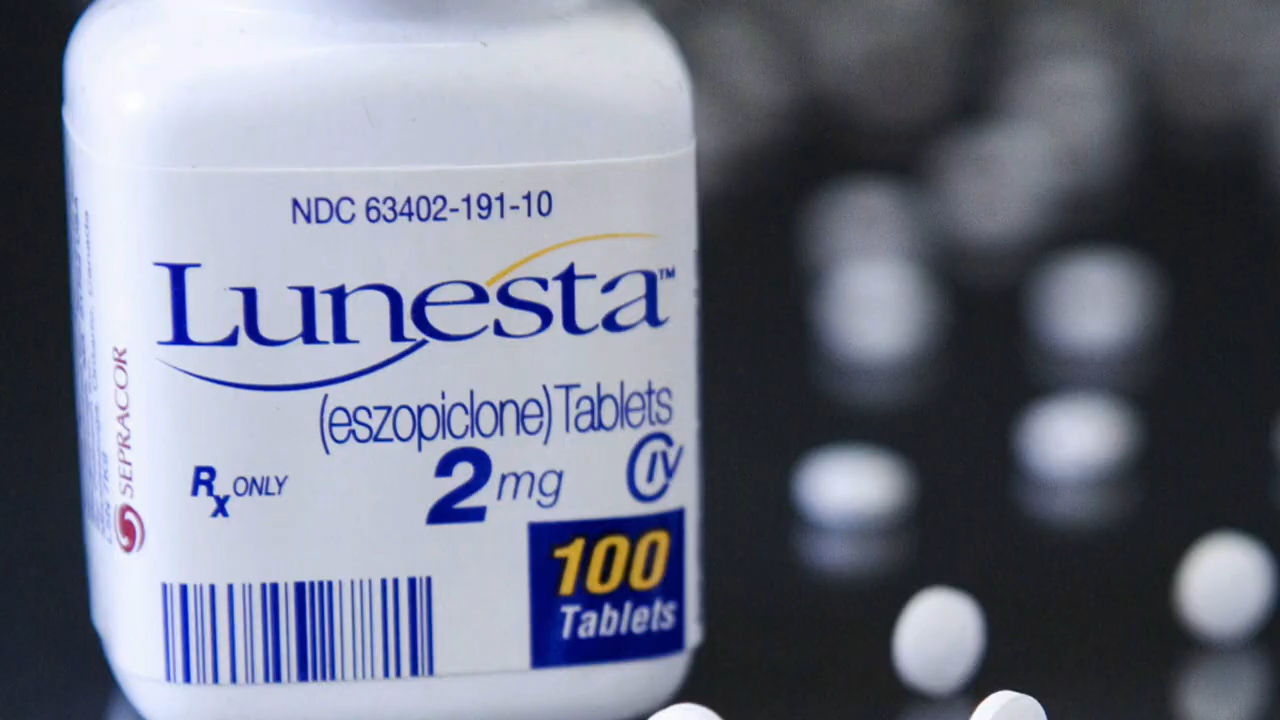 NDC 63402-191-10
Lunesta™
(eszopiclone) Tablets
2 mg
CIV
Rx ONLY
SEPRACOR
100
Tablets